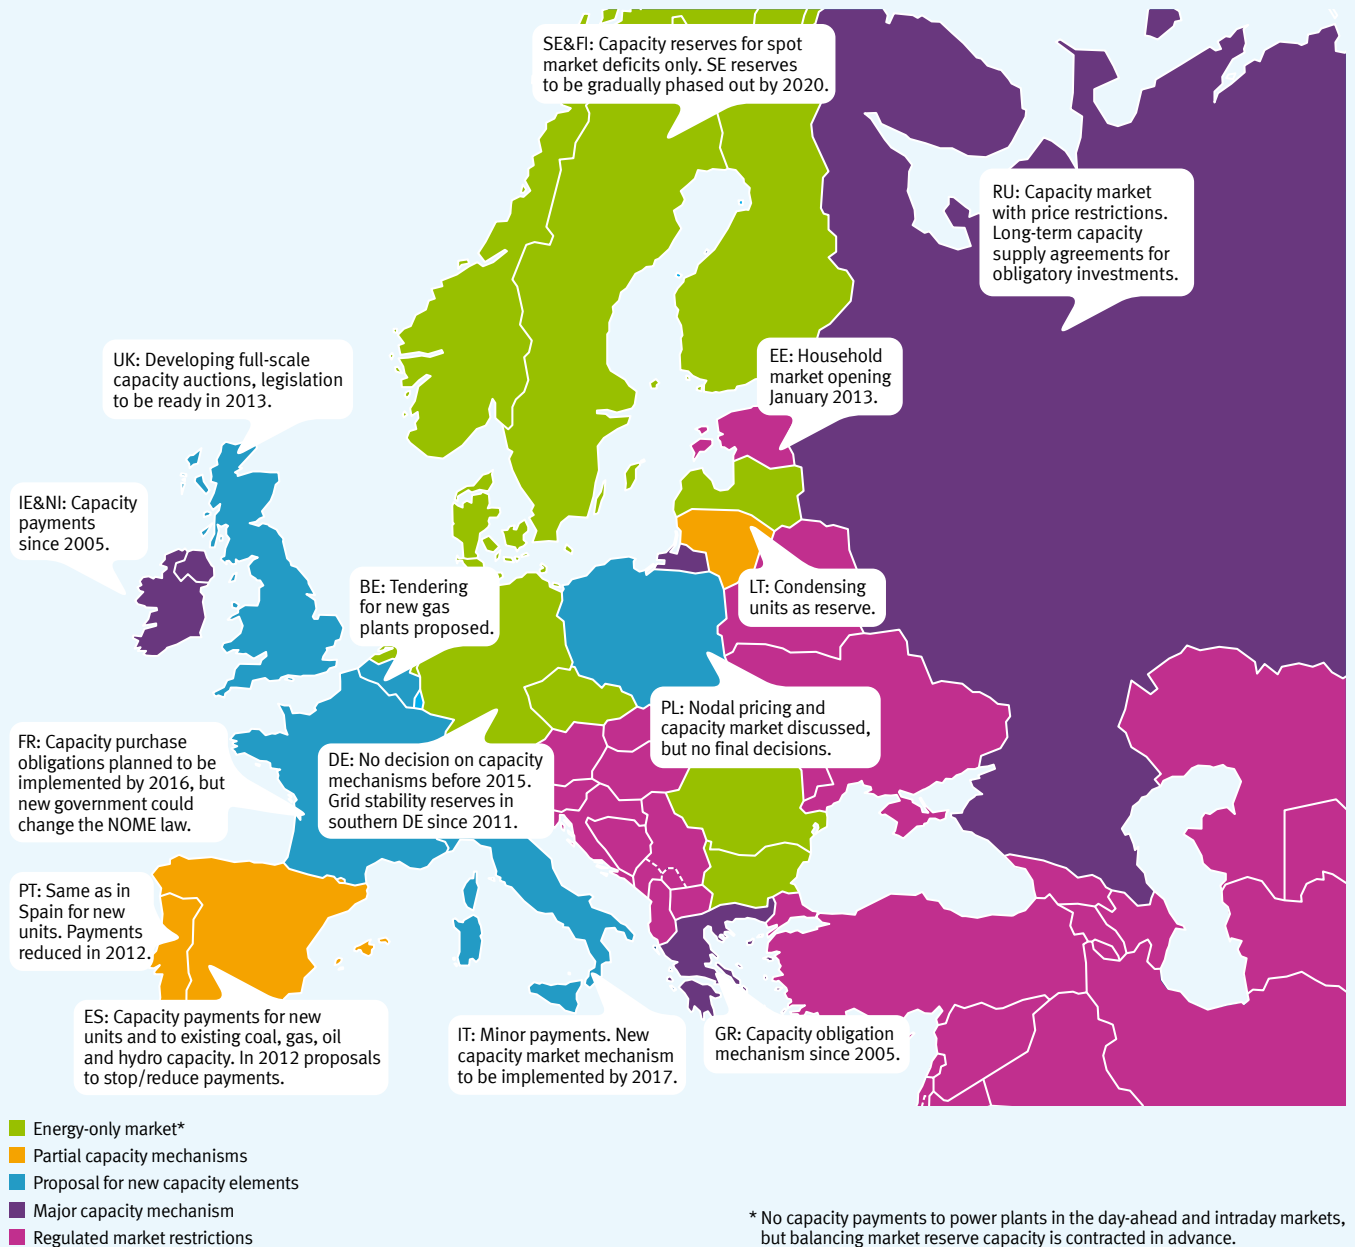 SE&FI: Capacity reserves for spot
market deficits only. SE reserves
to be gradually phased out by 2020.
RU: Capacity market
with price restrictions.
Long-term capacity
supply agreements for
obligatory investments.
UK: Developing full-scale
capacity auctions, legislation
to be ready in 2013.
EE: Household
market opening
January 2013.
IE&NI: Capacity
payments
since 2005.
BE: Tendering
for new gas
plants proposed.
LT: Condensing
units as reserve.
PL: Nodal pricing and
capacity market discussed,
but no final decisions.
FR: Capacity purchase
obligations planned to be
implemented by 2016, but
new government could
change the NOME law.
DE: No decision on capacity
mechanisms before 2015.
Grid stability reserves in
southern DE since 2011.
PT: Same as in
Spain for new
units. Payments
reduced in 2012.
ES: Capacity payments for new
units and to existing coal, gas, oil
and hydro capacity. In 2012 proposals
to stop/reduce payments.
IT: Minor payments. New
capacity market mechanism
to be implemented by 2017.
GR: Capacity obligation
mechanism since 2005.
Energy-only market*
Partial capacity mechanisms
Proposal for new capacity elements
Major capacity mechanism
Regulated market restrictions
* No capacity payments to power plants in the day-ahead and intraday markets,
but balancing market reserve capacity is contracted in advance.